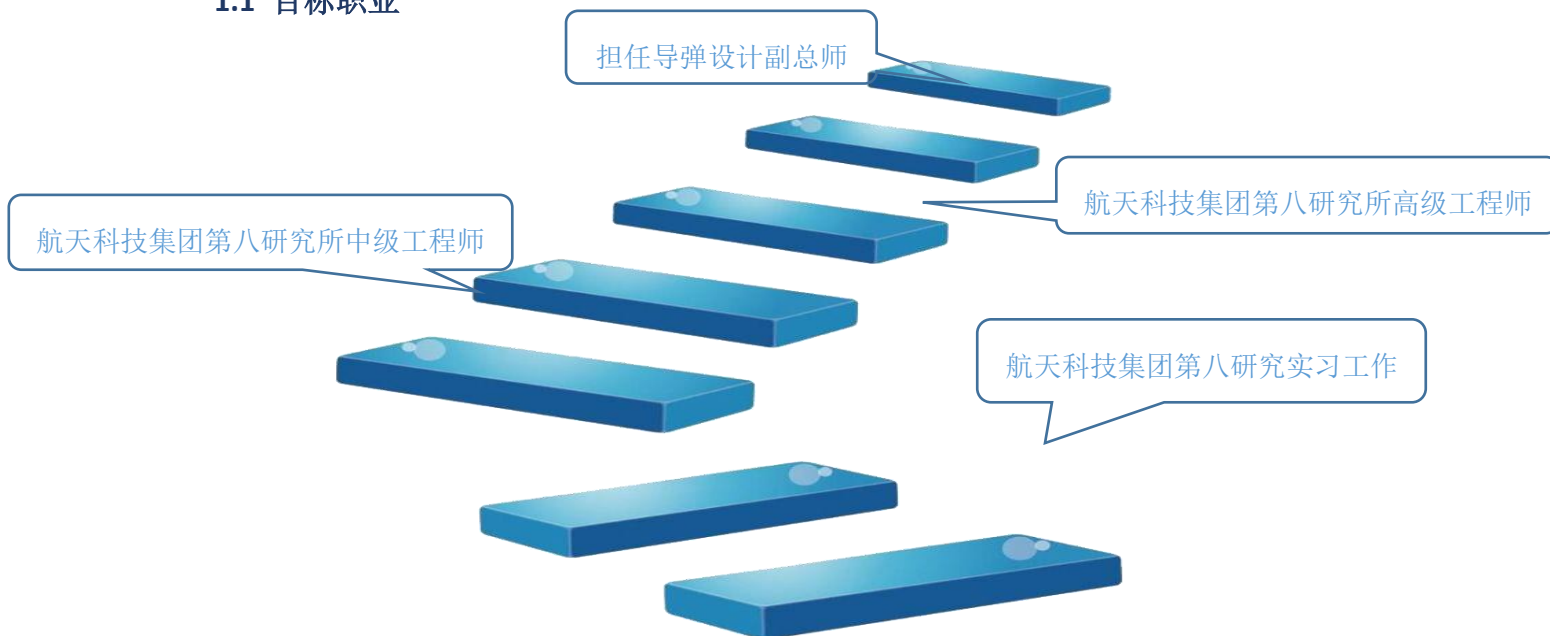 1.1 目标职业
担任导弹设计副总师
航天科技集团第八研究所高级工程师
航天科技集团第八研究所中级工程师
航天科技集团第八研究实习工作